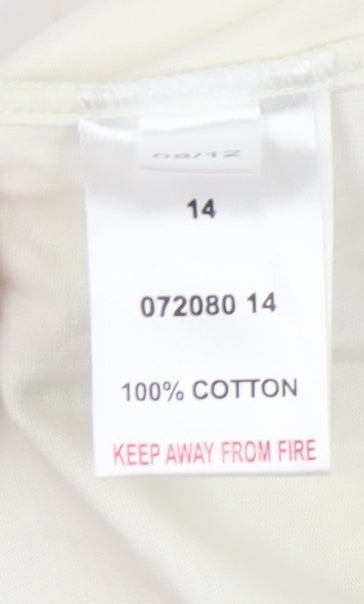 08/12
14
072080 14
100% COTTON
KEEP AWAY FROM FIRE